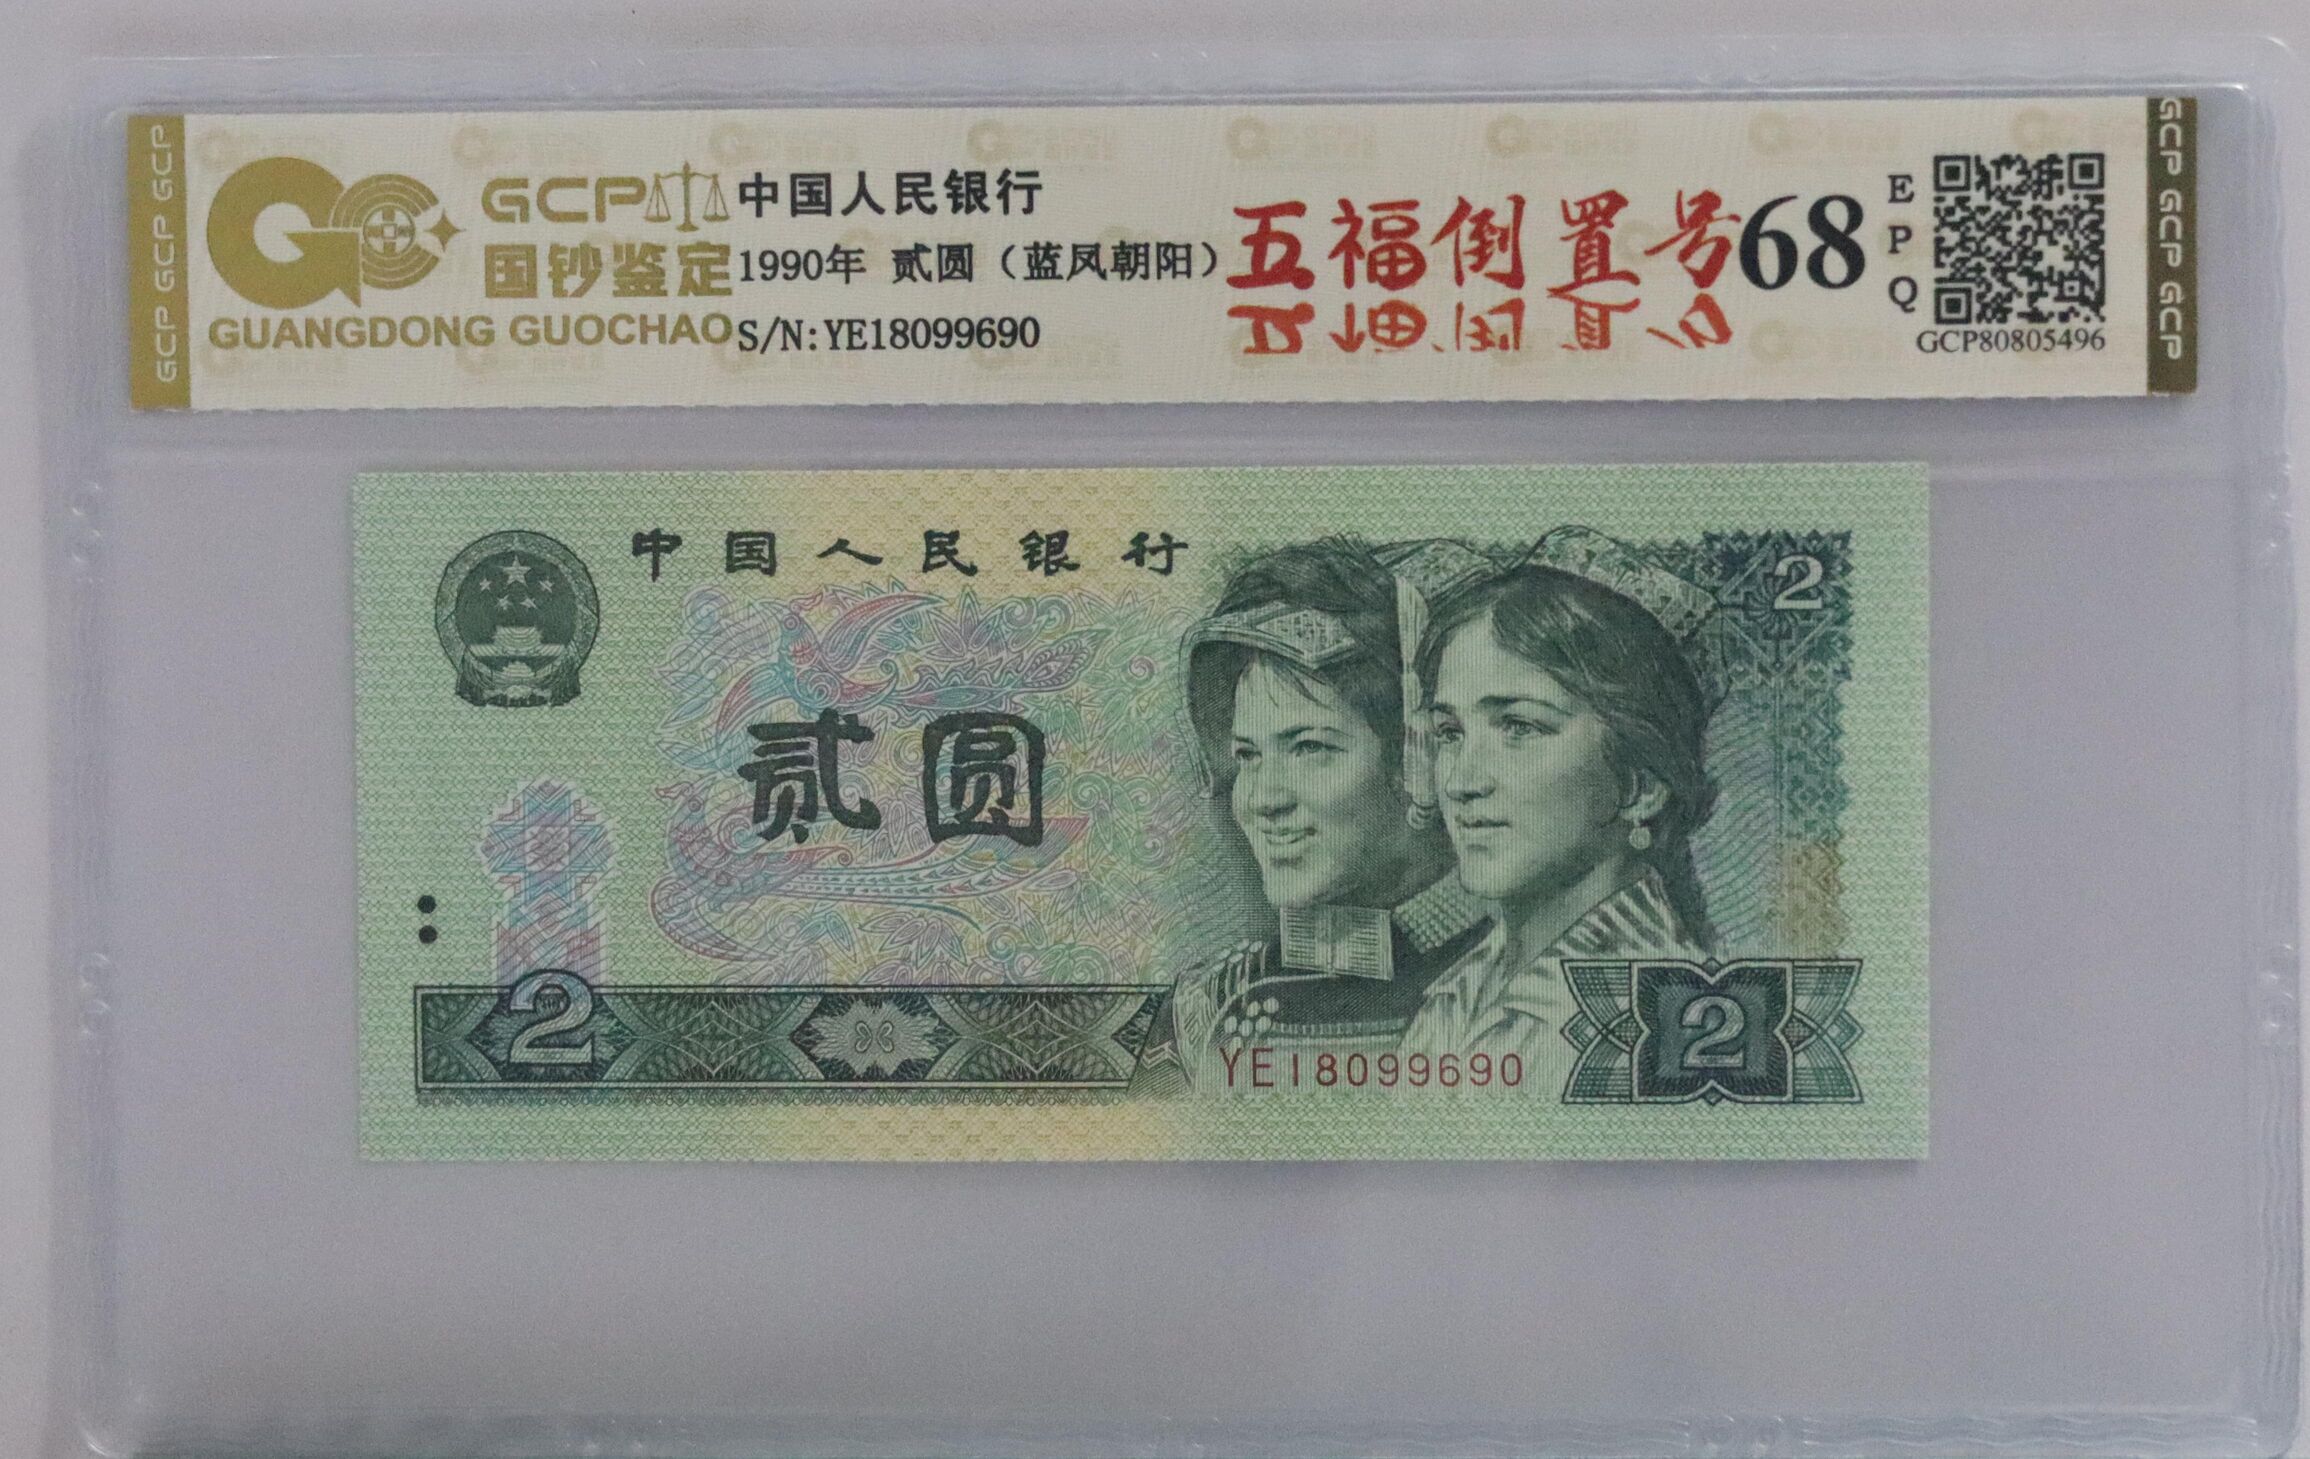 GCP GCP GCP
GCP
国钞鉴定
GUANGDONG GUOCHAO
中国人民银行
1990年 贰圆（蓝凤朝阳）
S/N:YE18099690
五福倒置号
68
EPQ
GCP80805496
GCP GCP GCP
中国人民银行
2
贰圆
2
YE18099690
2